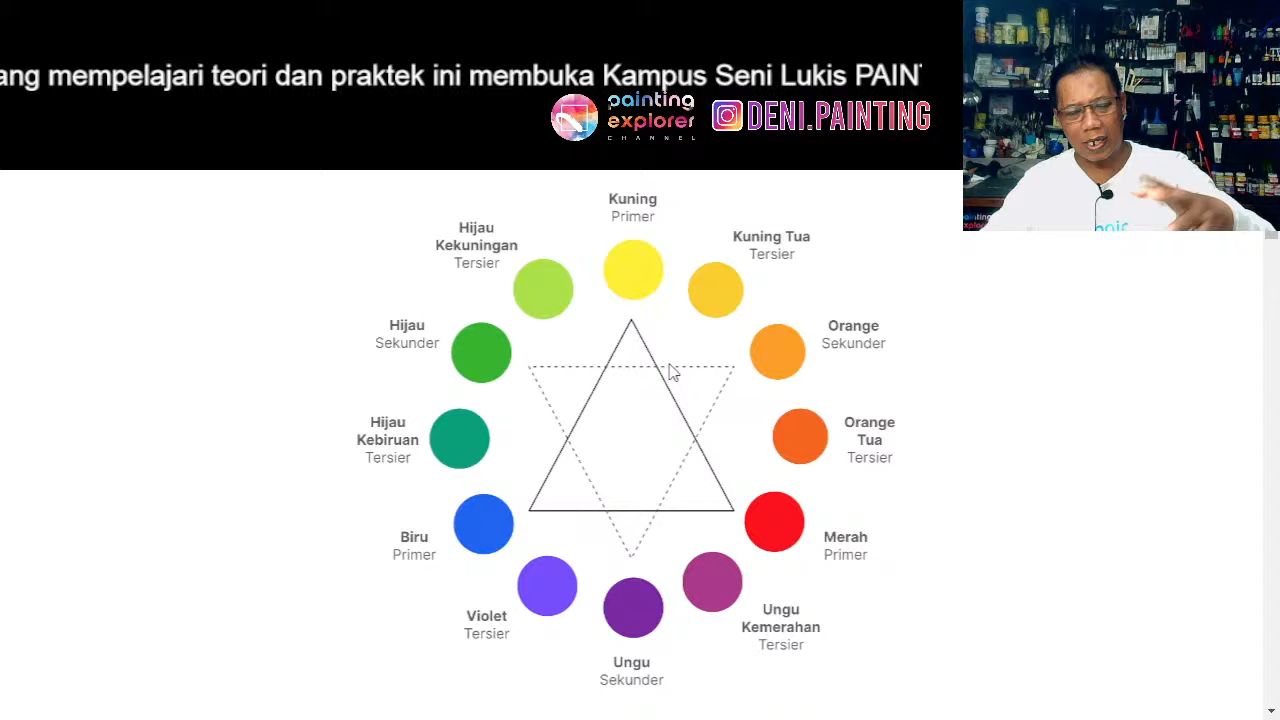 ang mempelajari teori dan praktek ini membuka Kampus Seni Lukis PAIN
painting
explorer
CHANNEL
DENI.PAINTING
Kuning
Primer
Kuning Tua
Tersier
Hijau
Kekuningan
Tersier
Orange
Sekunder
Hijau
Sekunder
Orange
Tua
Tersier
Hijau
Kebiruan
Tersier
Merah
Primer
Biru
Primer
Ungu
Kemerahan
Tersier
Violet
Tersier
Ungu
Sekunder